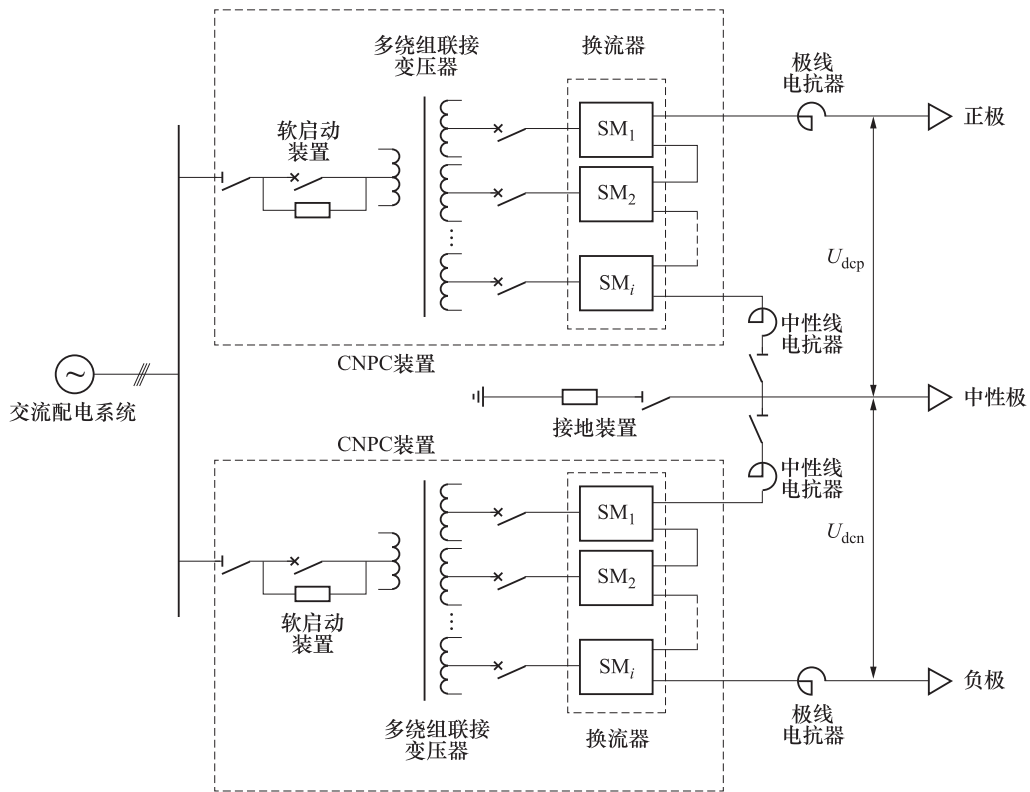 多绕组联接
变压器
换流器
极线
电抗器
软启动
装置
SM1
正极
SM2
⋮
SMi
Udcp
中性线
电抗器
CNPC装置
~
交流配电系统
接地装置
中性极
CNPC装置
中性线
电抗器
SM1
Udcn
SM2
软启动
装置
⋮
SMi
负极
多绕组联接
变压器
换流器
极线
电抗器